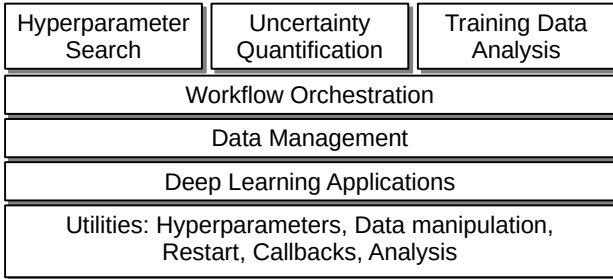 Hyperparameter
Search
Uncertainty
Quantification
Training Data
Analysis
Workflow Orchestration
Data Management
Deep Learning Applications
Utilities: Hyperparameters, Data manipulation,
Restart, Callbacks, Analysis